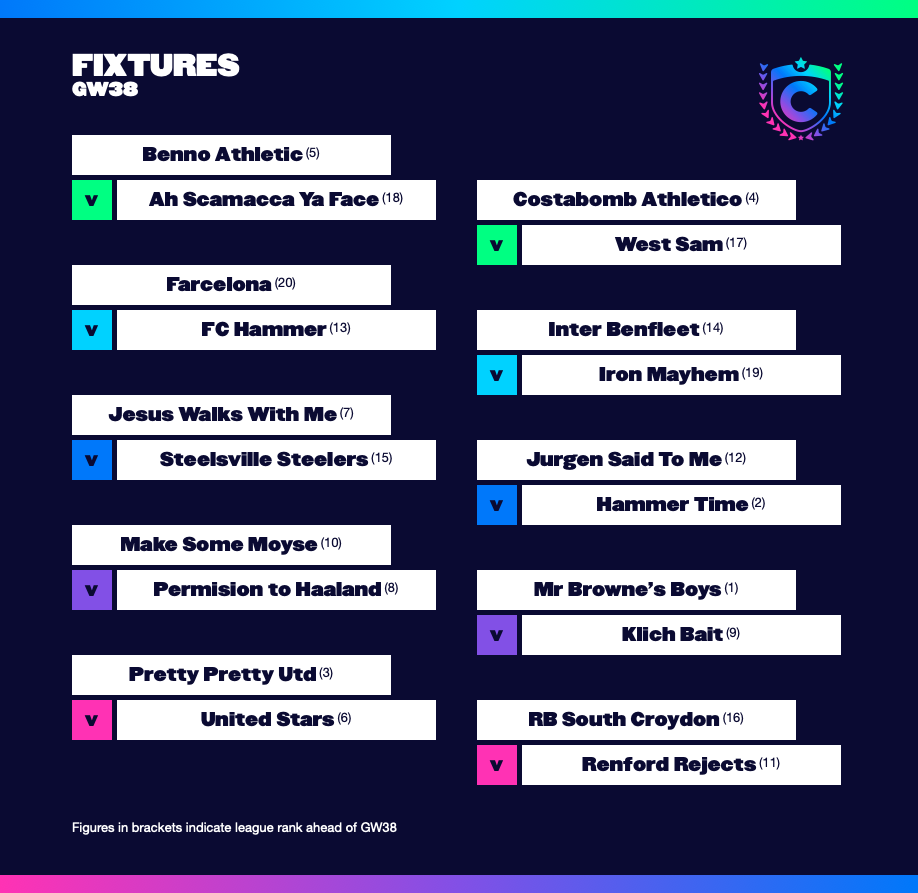 FIXTURES
GW38
C
Benno Athletic (5)
v Ah Scamacca Ya Face (18)
Farcelona (20)
v FC Hammer (13)
Jesus Walks With Me (7)
v Steelsville Steelers (15)
Make Some Moyse (10)
v Permision to Haaland (8)
Pretty Pretty Utd (3)
v United Stars (6)
Costabomb Athletico (4)
v West Sam (17)
Inter Benfleet (14)
v Iron Mayhem (19)
Jurgen Said To Me (12)
v Hammer Time (2)
Mr Browne’s Boys (1)
v Klich Bait (9)
RB South Croydon (16)
v Renford Rejects (11)
Figures in brackets indicate league rank ahead of GW38